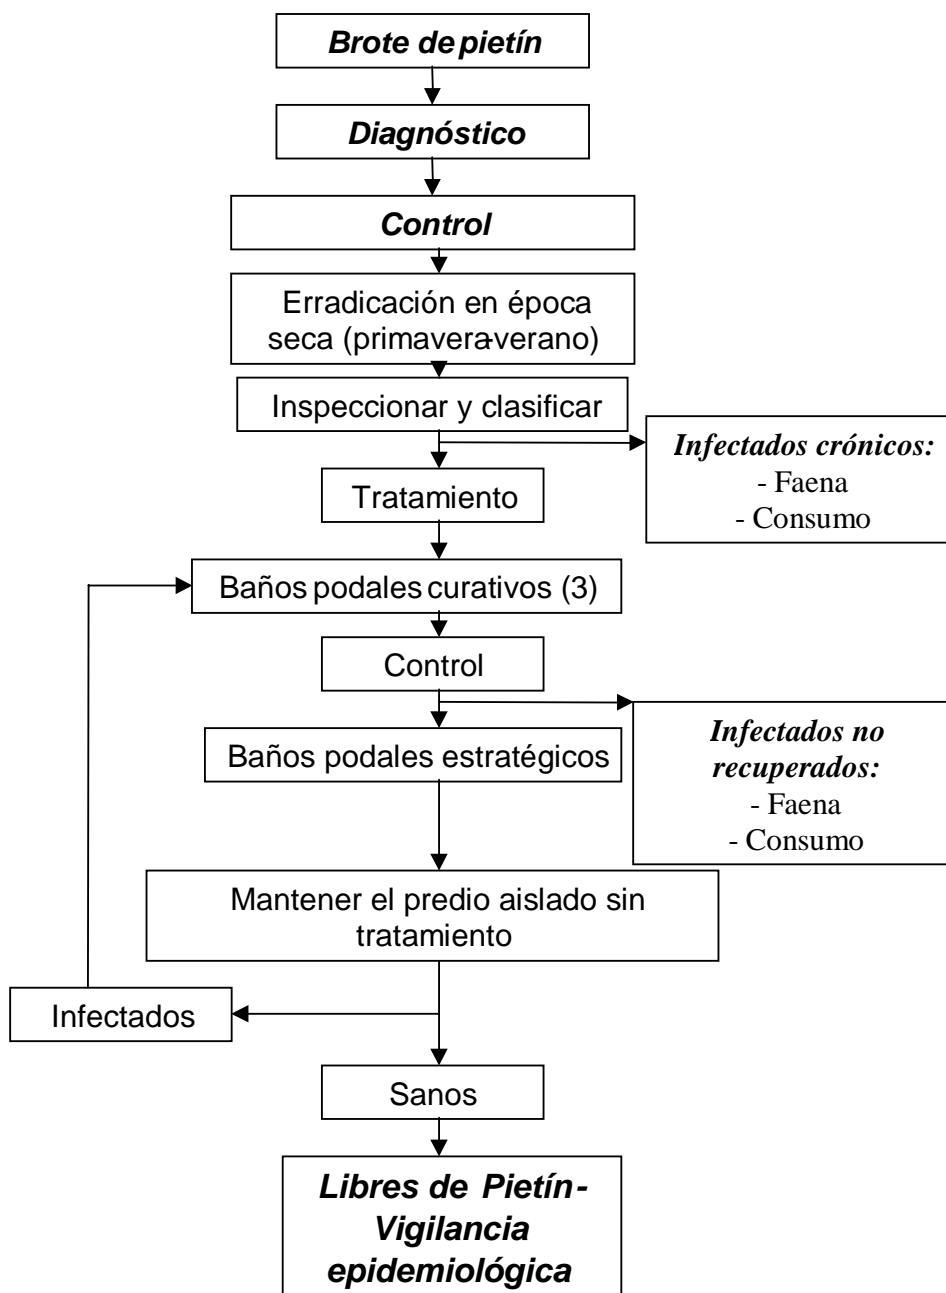 Brote de pietín
Diagnóstico
Control
Erradicación en época
seca (primavera-verano)
Inspeccionar y clasificar
Infectados crónicos:
- Faena
- Consumo
Tratamiento
Baños podales curativos (3)
Control
Infectados no
recuperados:
- Faena
- Consumo
Baños podales estratégicos
Mantener el predio aislado sin
tratamiento
Infectados
Sanos
Libres de Pietín-
Vigilancia
epidemiológica